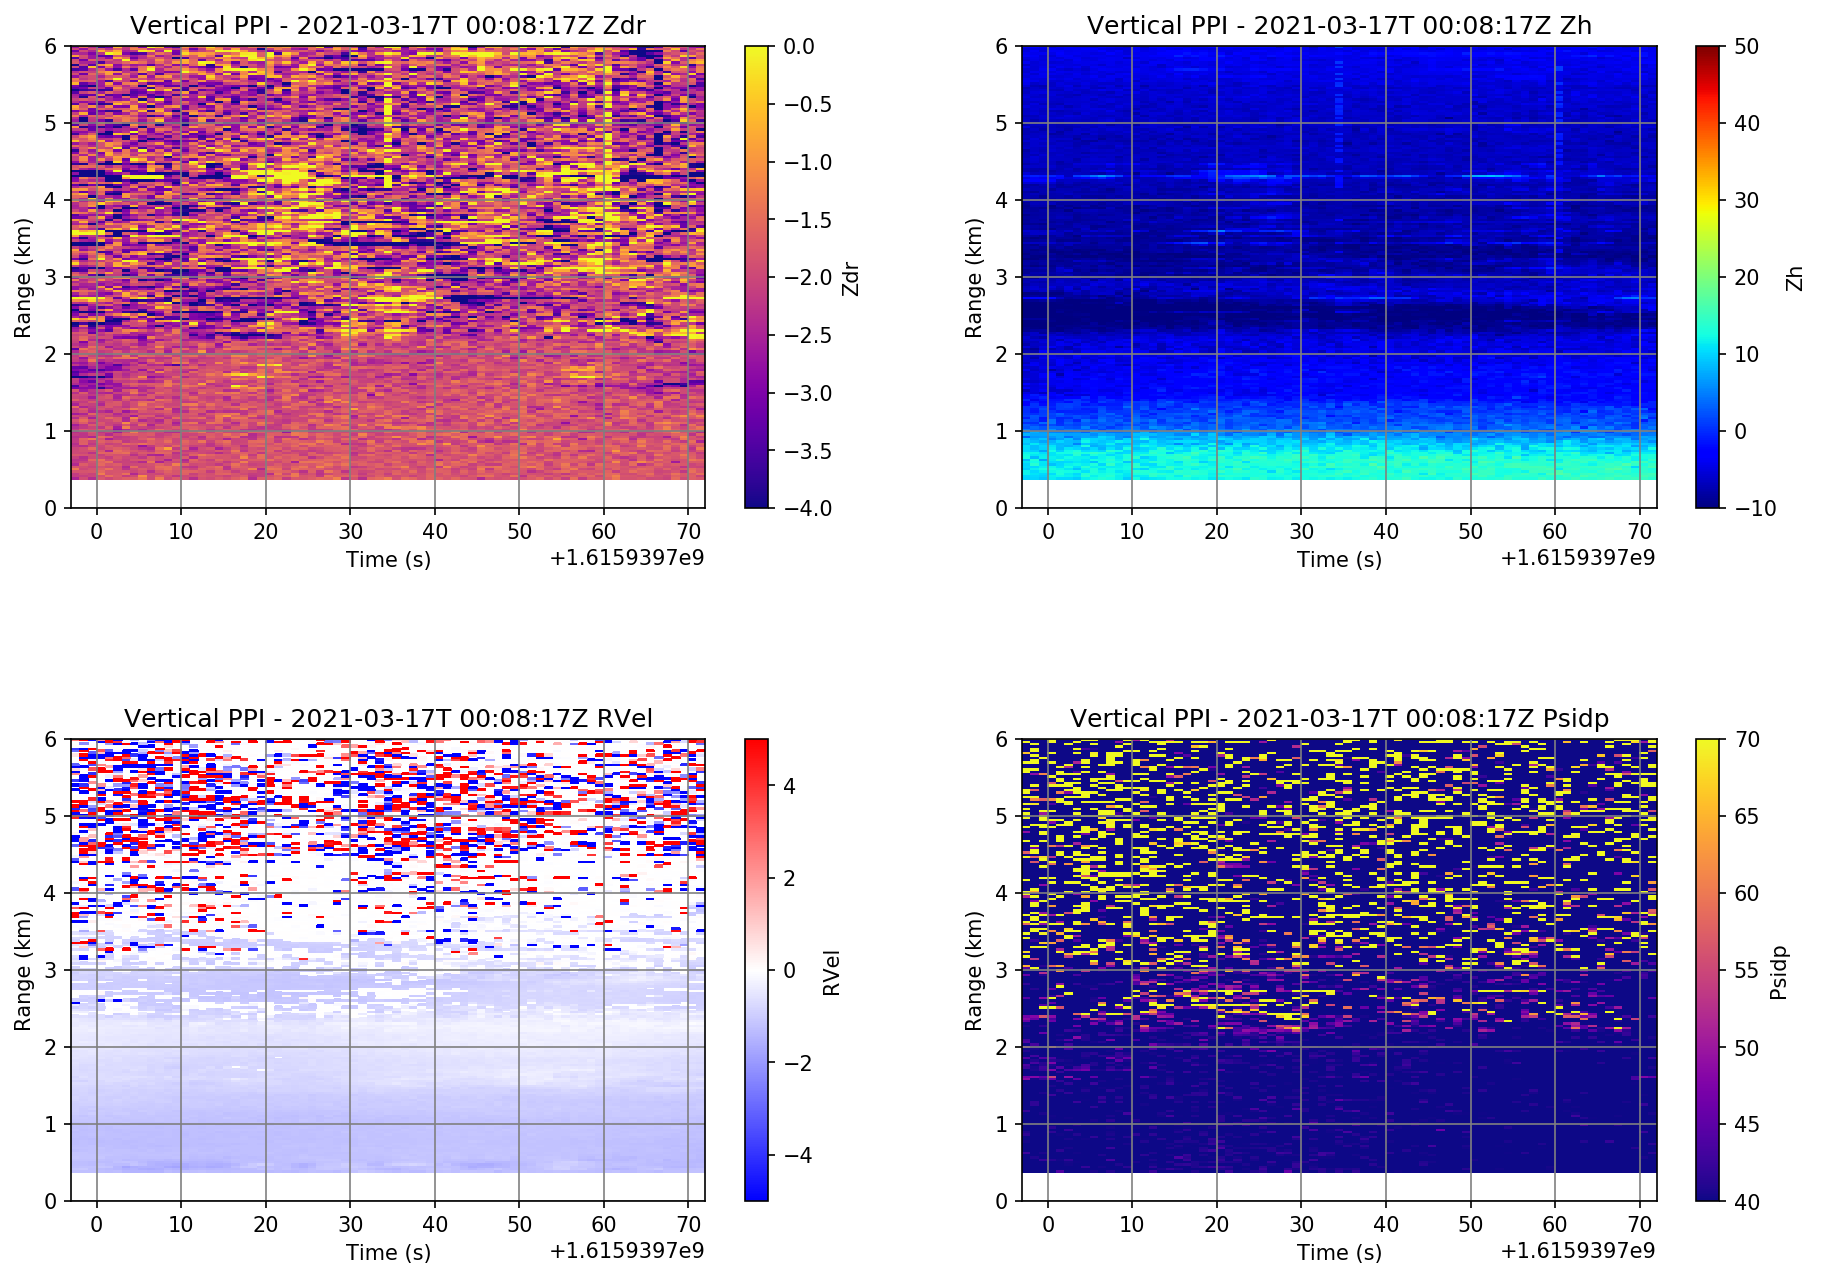 Vertical PPI - 2021-03-17T 00:08:17Z Zdr
6
5
4
3
2
1
0
Range (km)
0 10 20 30 40 50 60 70
Time (s)
+1.6159397e9
0.0
−0.5
−1.0
−1.5
−2.0
−2.5
−3.0
−3.5
−4.0
Zdr
Vertical PPI - 2021-03-17T 00:08:17Z Zh
6
5
4
3
2
1
0
Range (km)
0 10 20 30 40 50 60 70
Time (s)
+1.6159397e9
50
40
30
20
10
0
−10
Zh
Vertical PPI - 2021-03-17T 00:08:17Z RVel
6
5
4
3
2
1
0
Range (km)
0 10 20 30 40 50 60 70
Time (s)
+1.6159397e9
4
2
0
−2
−4
RVel
Vertical PPI - 2021-03-17T 00:08:17Z Psidp
6
5
4
3
2
1
0
Range (km)
0 10 20 30 40 50 60 70
Time (s)
+1.6159397e9
70
65
60
55
50
45
40
Psidp